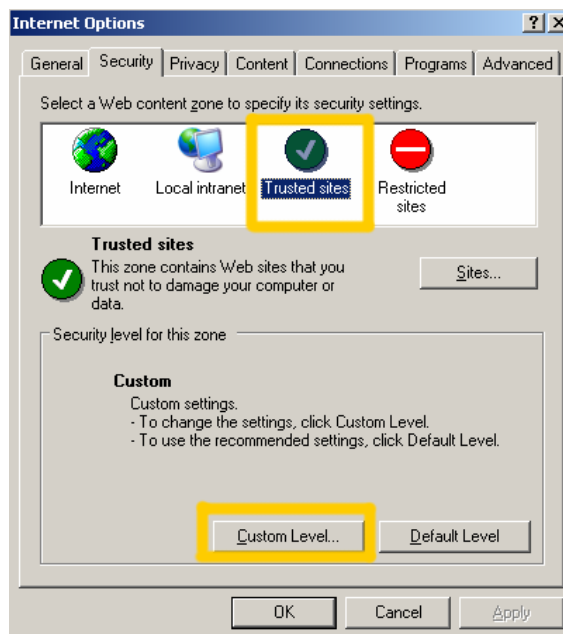 Internet Options
General Security Privacy Content Connections Programs Advanced
Select a Web content zone to specify its security settings.
Internet Local intranet Trusted sites Restricted
sites
Trusted sites
This zone contains Web sites that you
trust not to damage your computer or
data.
Sites...
Security level for this zone
Custom
Custom settings.
- To change the settings, click Custom Level.
- To use the recommended settings, click Default Level.
Custom Level... Default Level
OK Cancel Apply